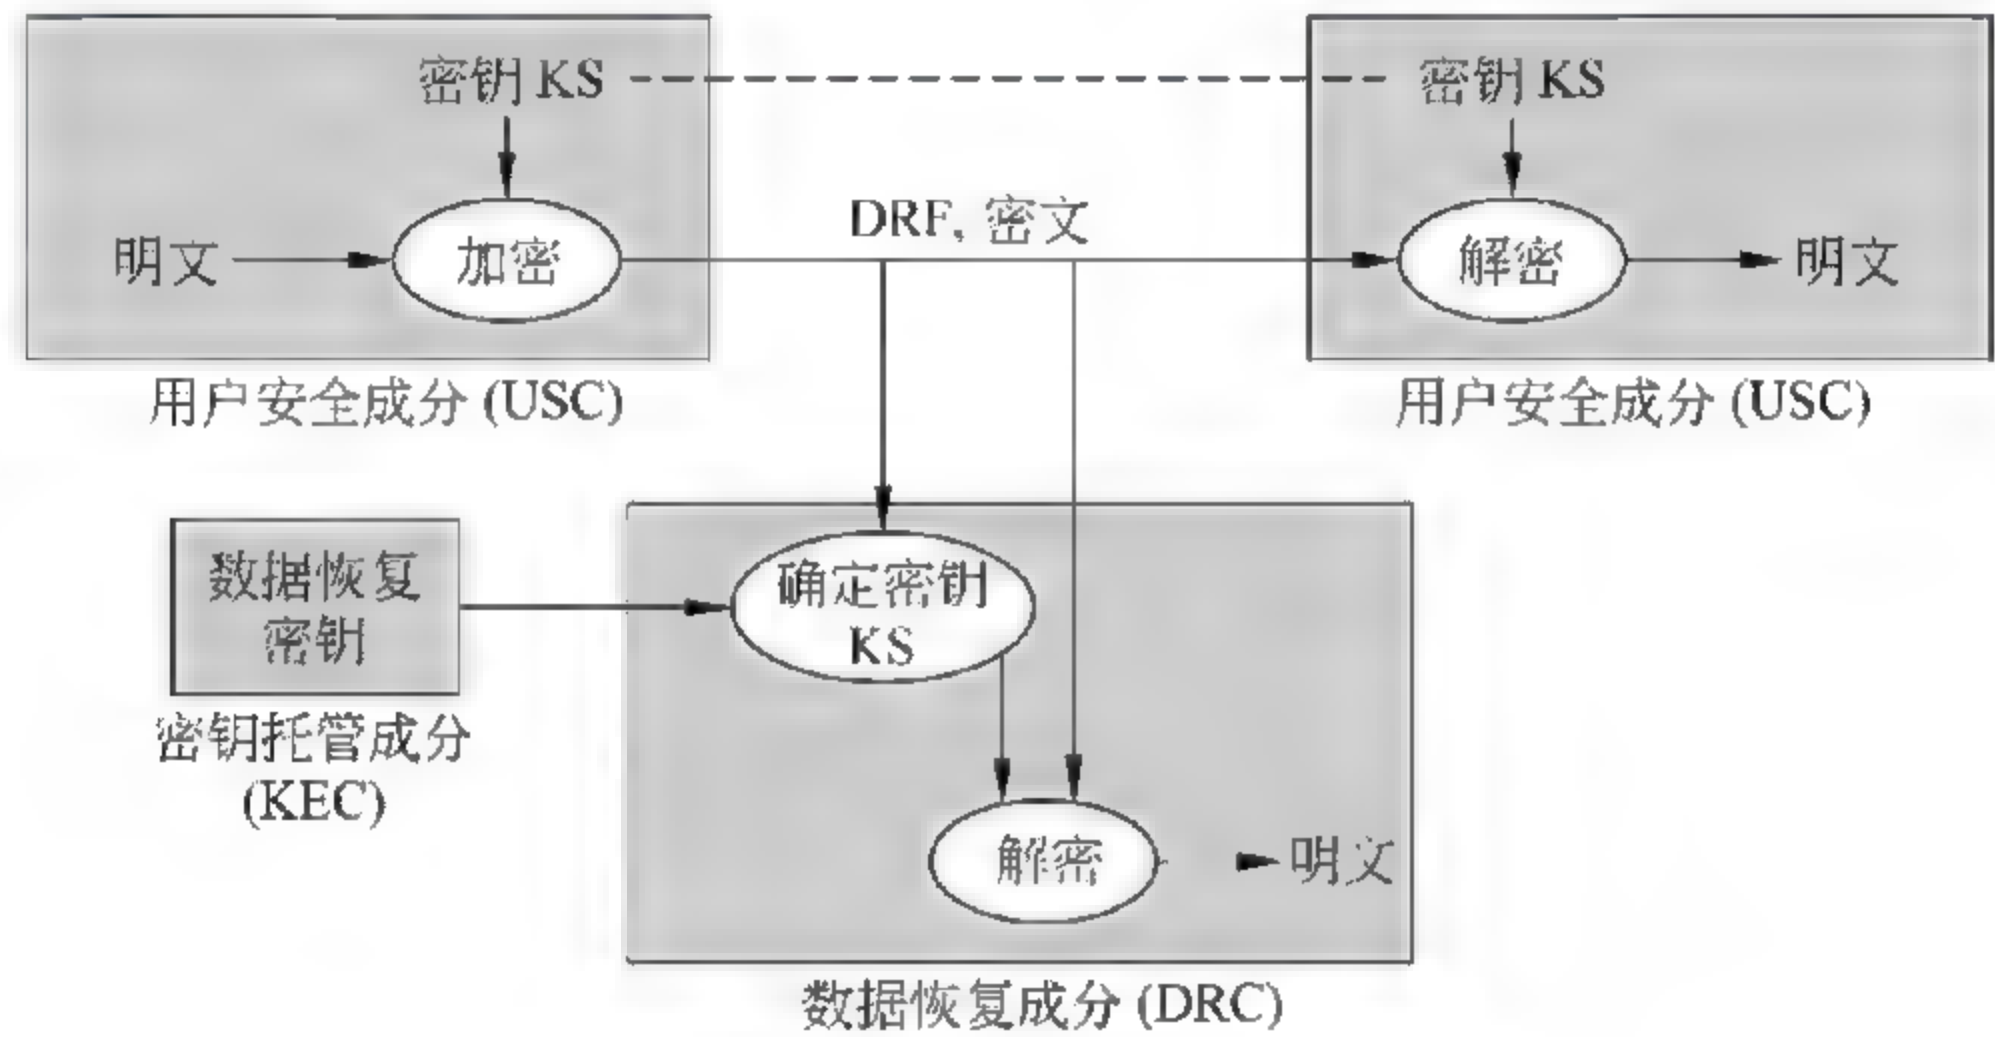 密钥 KS
密钥 KS
DRF, 密文
明文
加密
解密
明文
用户安全成分 (USC)
用户安全成分 (USC)
数据恢复
密钥
确定密钥
KS
密钥托管成分
(KEC)
解密
明文
数据恢复成分 (DRC)